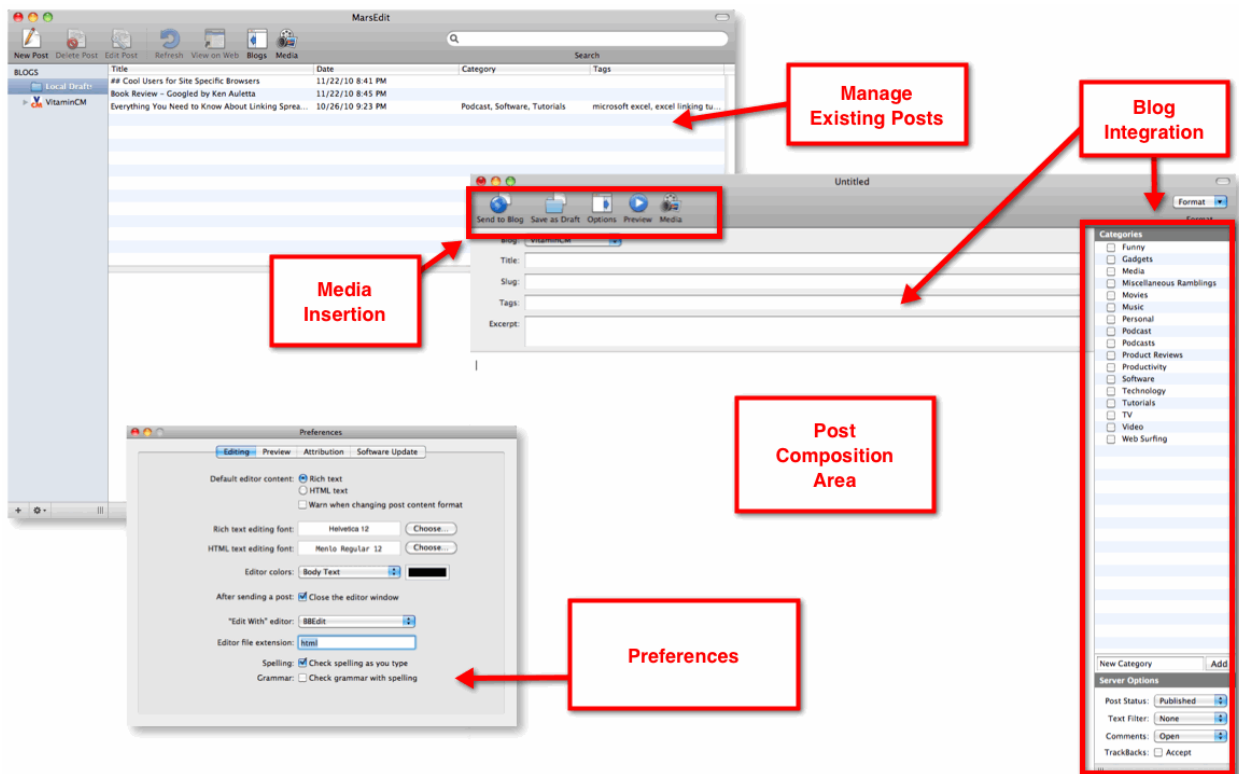 MarsEdit
New Post Delete Post Edit Post Refresh View on Web Blogs Media
Search
BLOGS
Local Drafts
VitaminCM
Title Date Category Tags
## Cool Users for Site Specific Browsers 11/22/10 8:41 PM
Book Review - Googled by Ken Auletta 11/22/10 8:45 PM
Everything You Need to Know About Linking Sprea... 10/26/10 9:23 PM Podcast, Software, Tutorials microsoft excel, excel linking tu...
Manage
Existing Posts
Blog
Integration
Untitled
Send to Blog Save as Draft Options Preview Media
Format
Format
Blog: VitaminCM
Title:
Slug:
Tags:
Excerpt:
Media
Insertion
Categories
Funny
Gadgets
Media
Miscellaneous Ramblings
Movies
Music
Personal
Podcast
Podcasts
Product Reviews
Productivity
Software
Technology
Tutorials
TV
Video
Web Surfing
New Category Add
Server Options
Post Status: Published
Text Filter: None
Comments: Open
TrackBacks: Accept
Post
Composition
Area
Preferences
Editing Preview Attribution Software Update
Default editor content: Rich text
HTML text
Warn when changing post content format
Rich text editing font: Helvetica 12 Choose...
HTML text editing font: Menlo Regular 12 Choose...
Editor colors: Body Text
After sending a post: Close the editor window
"Edit With" editor: BBEdit
Editor file extension: html
Spelling: Check spelling as you type
Grammar: Check grammar with spelling
Preferences